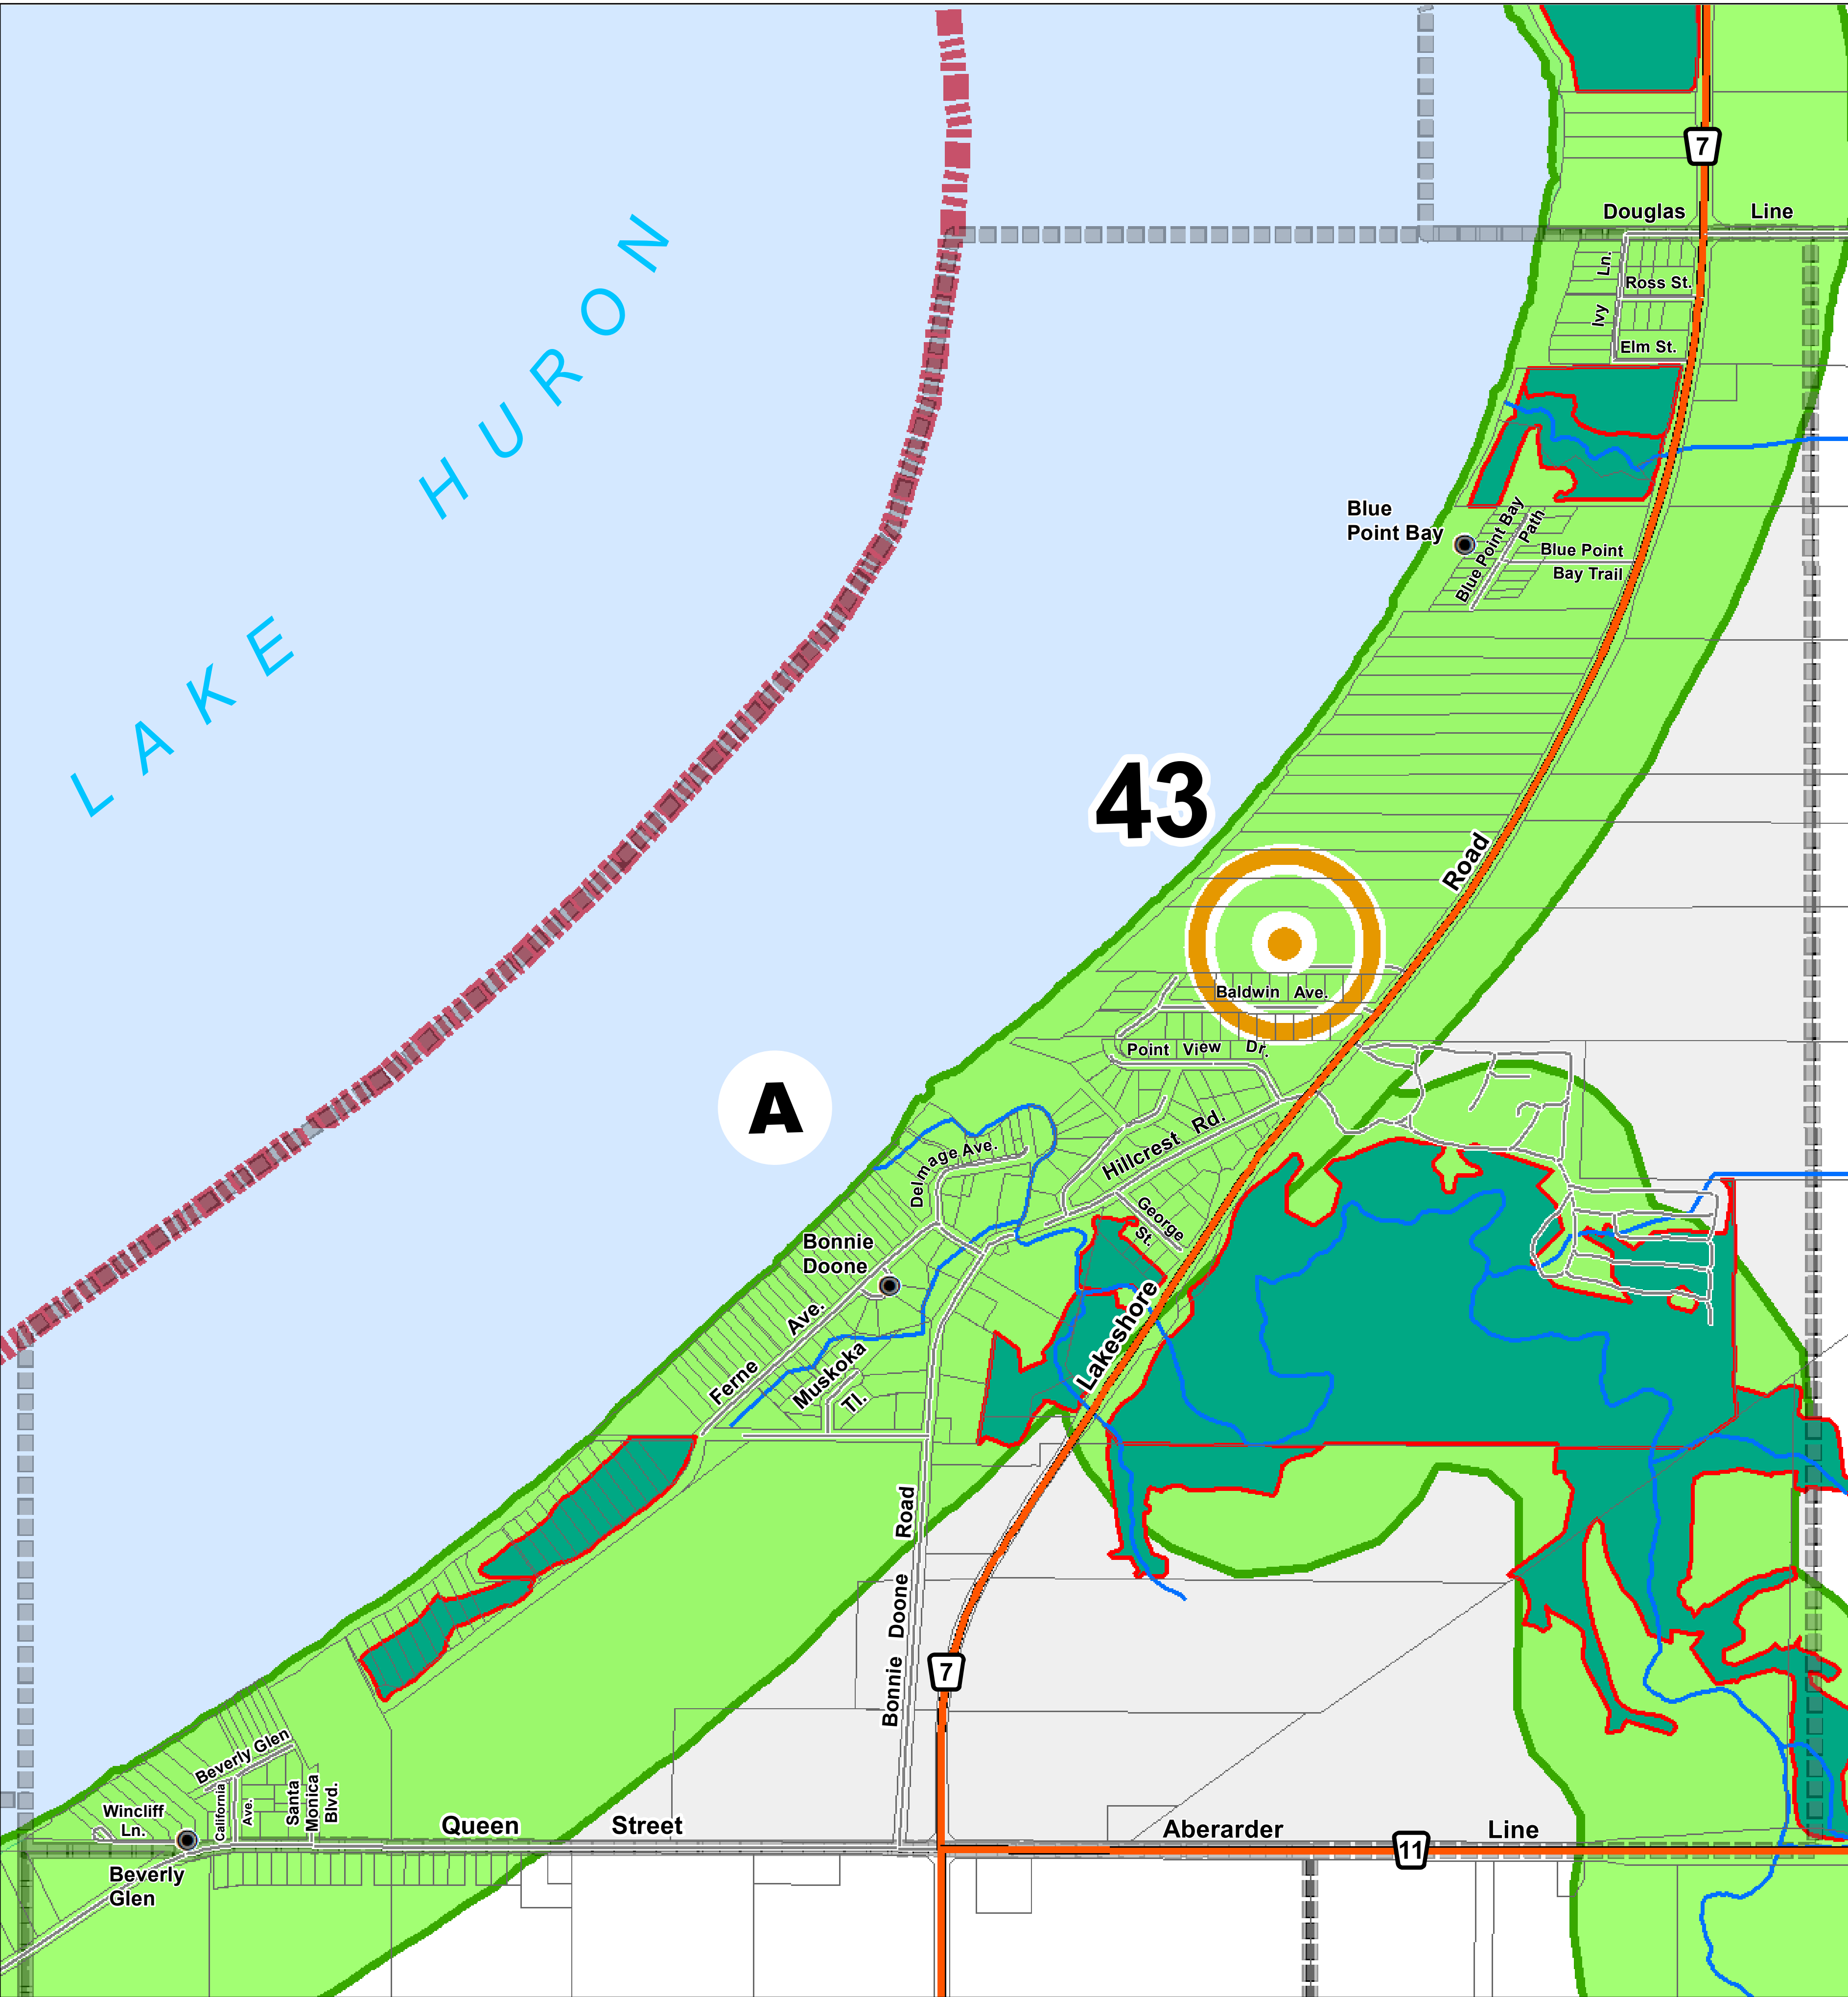 LAKE HURON
7
Douglas Line
Ivy Ln.
Ross St.
Elm St.
Blue
Point Bay
Blue Point Bay
Path
Blue Point
Bay Trail
43
Road
Baldwin Ave.
Point View Dr.
A
Delmage Ave.
Hillcrest Rd.
George
St.
Bonnie
Doone
Lakeshore
Ferne Ave.
Muskoka
Tl.
Bonnie Doone Road
7
Beverly Glen
California
Ave.
Santa
Monica
Blvd.
Wincliff
Ln.
Queen Street
Aberarder Line
11
Beverly
Glen